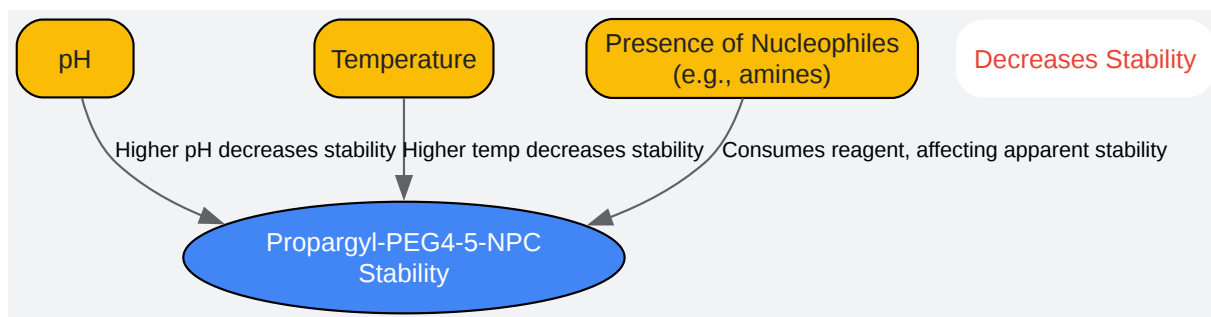 pH
Temperature
Presence of Nucleophiles
(e.g., amines)
Decreases Stability
Higher pH decreases stability
Higher temp decreases stability
Consumes reagent, affecting apparent stability
Propargyl-PEG4-5-NPC
Stability